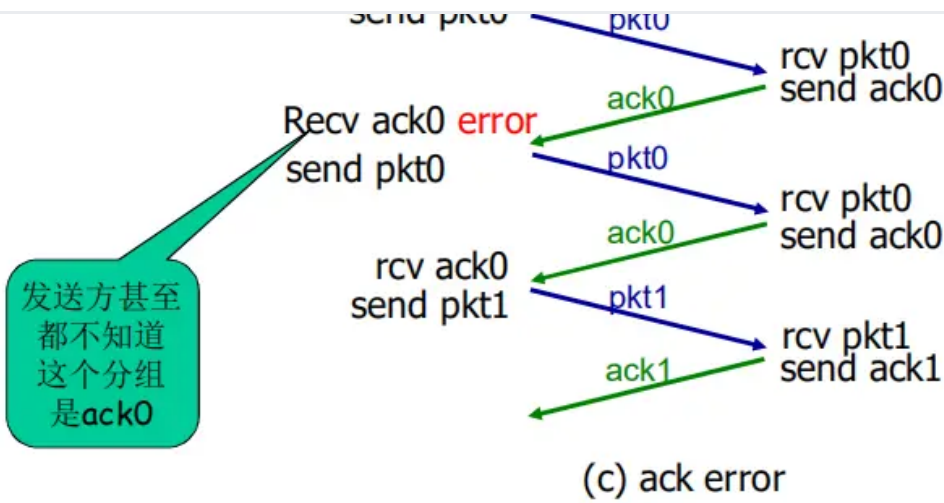 send pkt0
pkt0
rcv pkt0
send ack0
ack0
Recv ack0 error
send pkt0
pkt0
rcv pkt0
send ack0
ack0
rcv ack0
send pkt1
pkt1
rcv pkt1
send ack1
ack1
发送方甚至
都不知道
这个分组
是ack0
(c) ack error